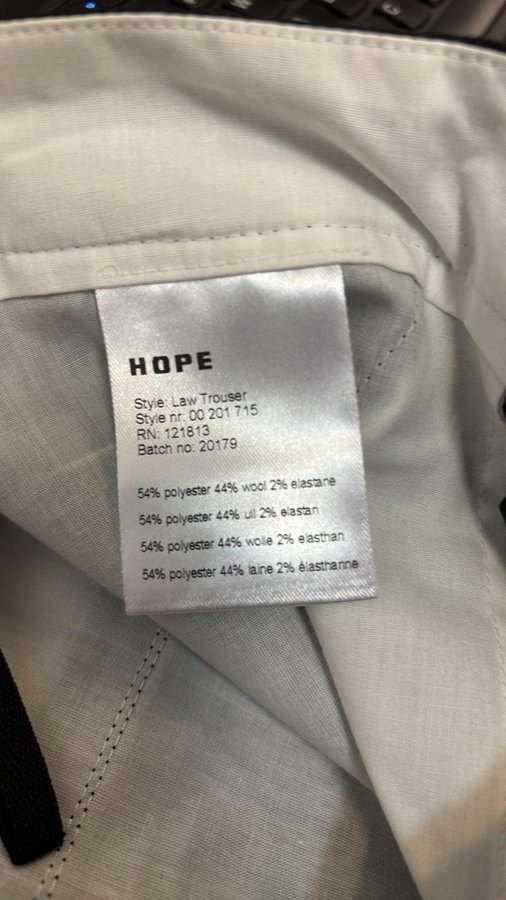 HOPE
Style: Law Trouser
Style nr: 00 201 715
RN: 121813
Batch no: 20179
54% polyester 44% wool 2% elastane
54% polyester 44% ull 2% elastan
54% polyester 44% wolle 2% elasthan
54% polyester 44% laine 2% élasthanne